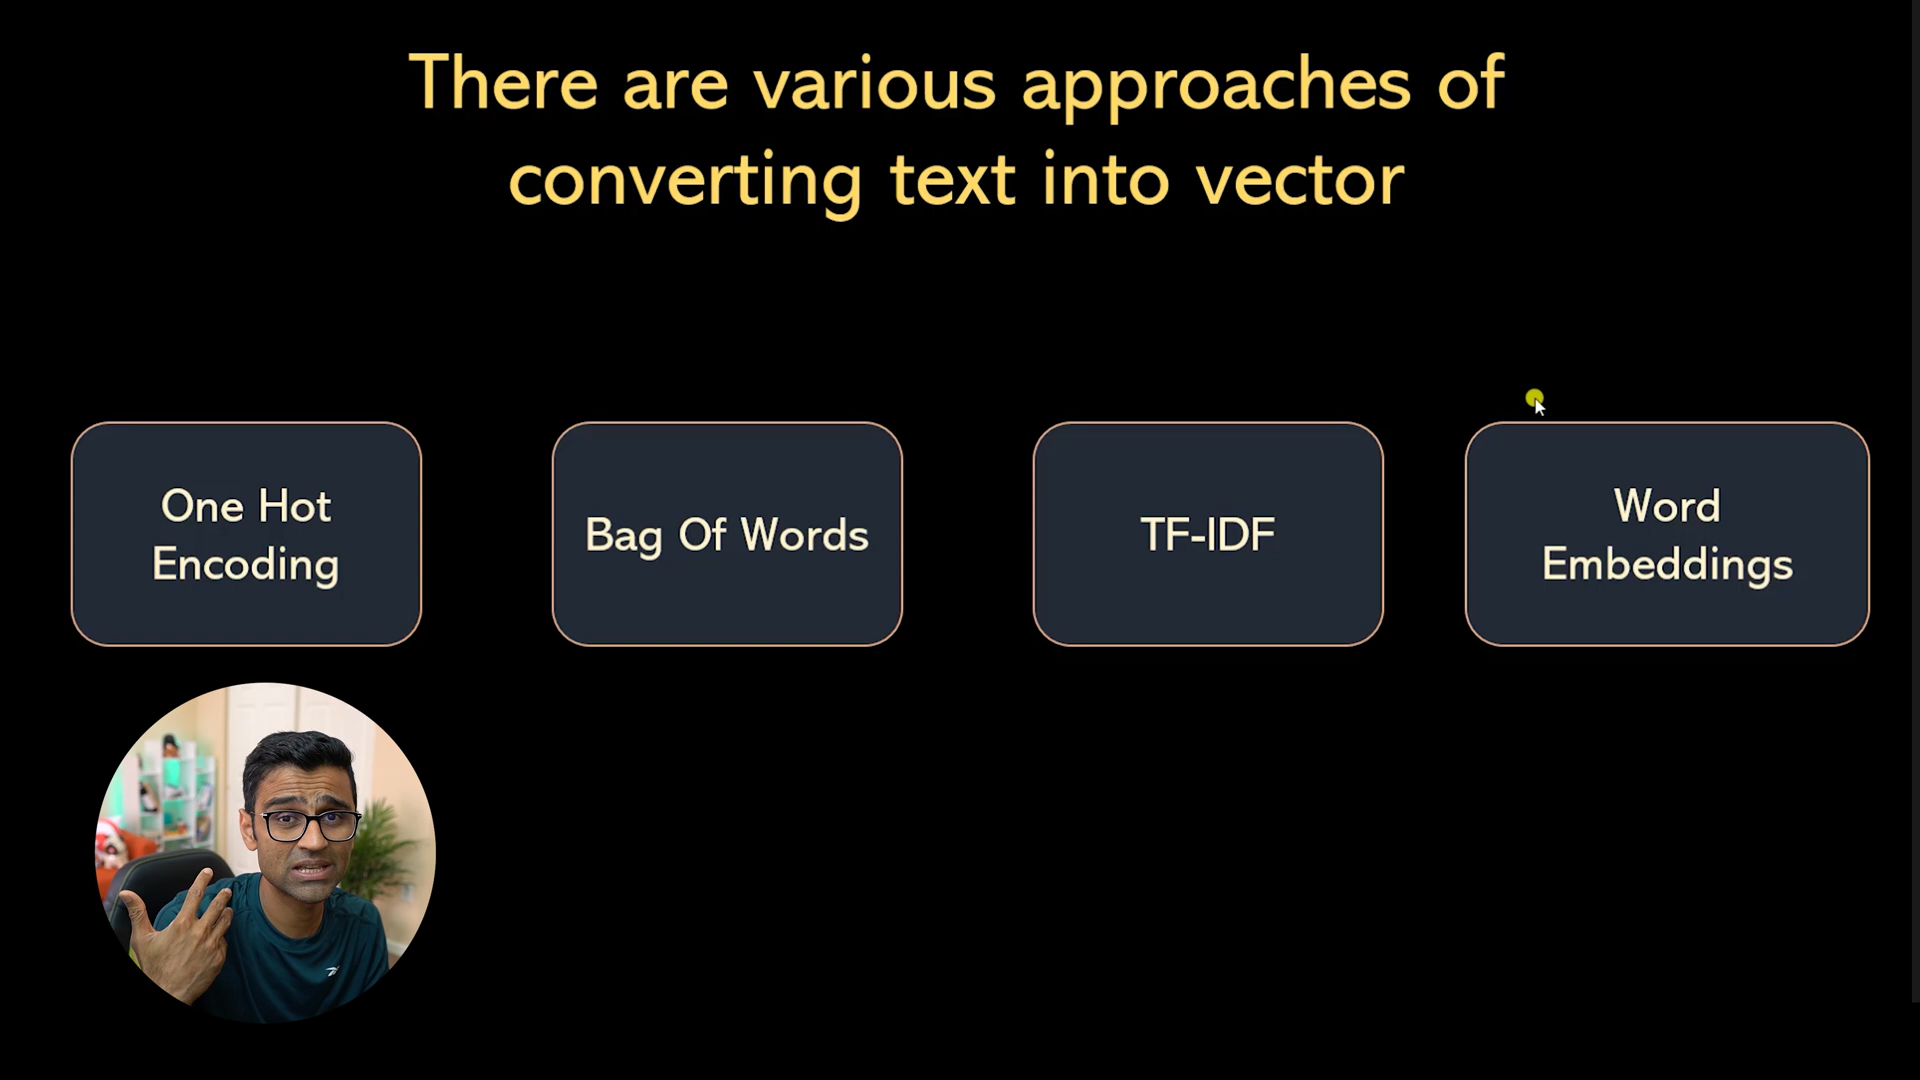 There are various approaches of
converting text into vector
One Hot
Encoding
Bag Of Words
TF-IDF
Word
Embeddings